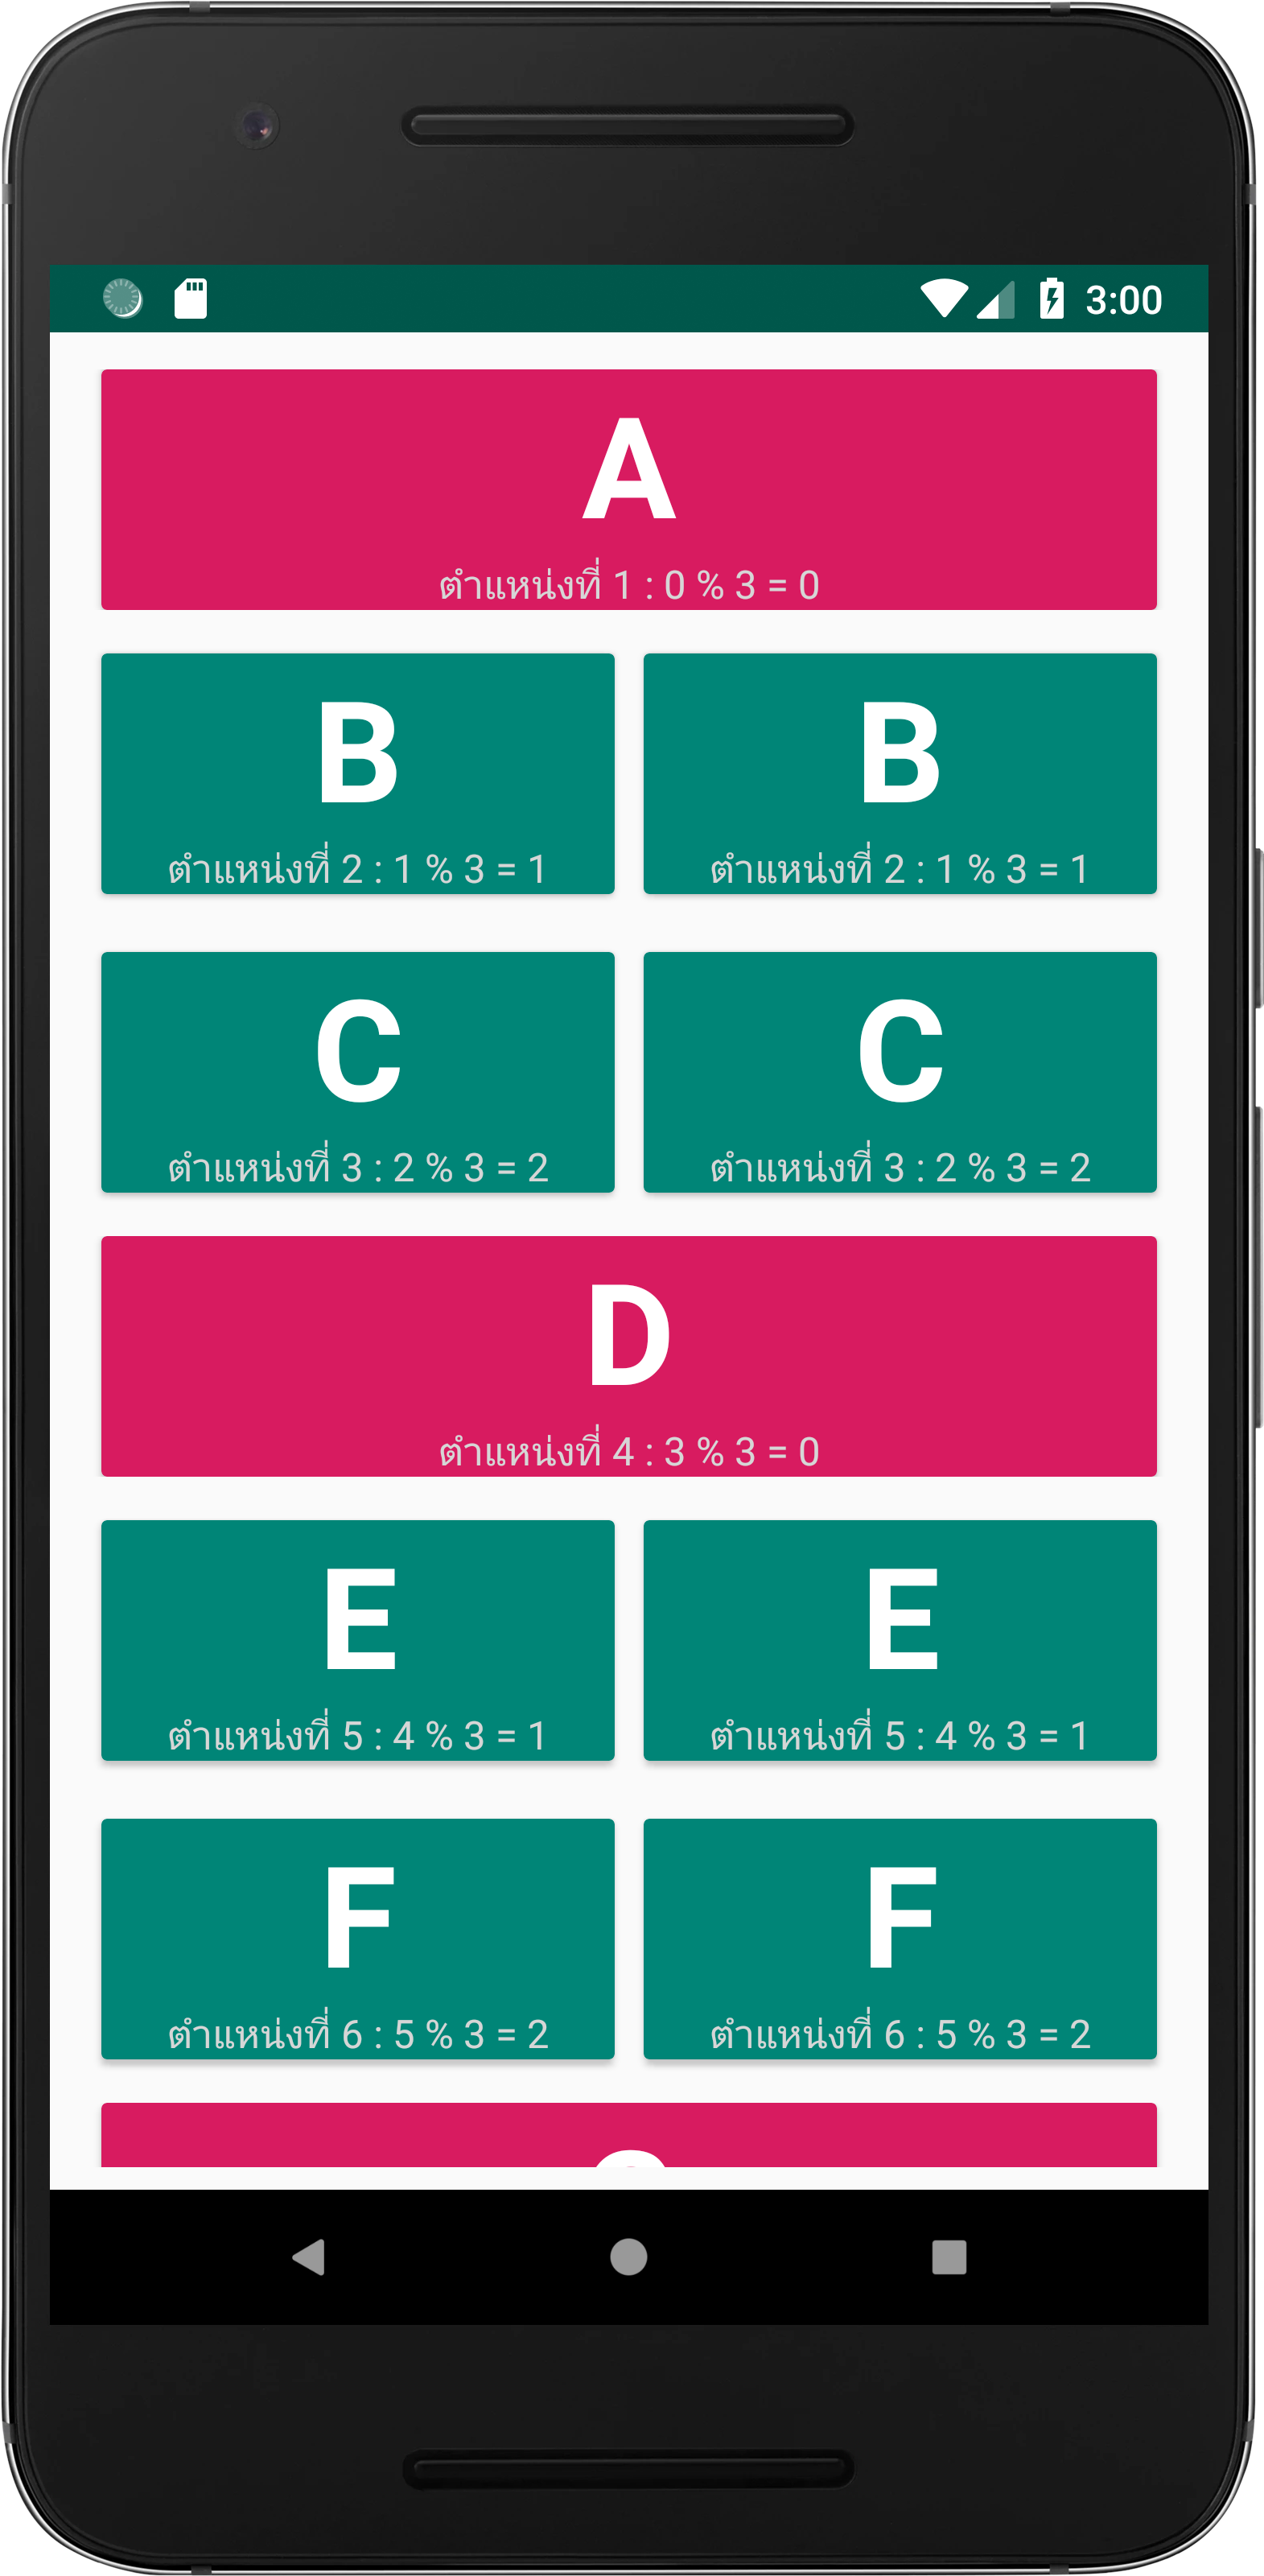 3:00
A
ตำแหน่งที่ 1 : 0 % 3 = 0
B
ตำแหน่งที่ 2 : 1 % 3 = 1
B
ตำแหน่งที่ 2 : 1 % 3 = 1
C
ตำแหน่งที่ 3 : 2 % 3 = 2
C
ตำแหน่งที่ 3 : 2 % 3 = 2
D
ตำแหน่งที่ 4 : 3 % 3 = 0
E
ตำแหน่งที่ 5 : 4 % 3 = 1
E
ตำแหน่งที่ 5 : 4 % 3 = 1
F
ตำแหน่งที่ 6 : 5 % 3 = 2
F
ตำแหน่งที่ 6 : 5 % 3 = 2